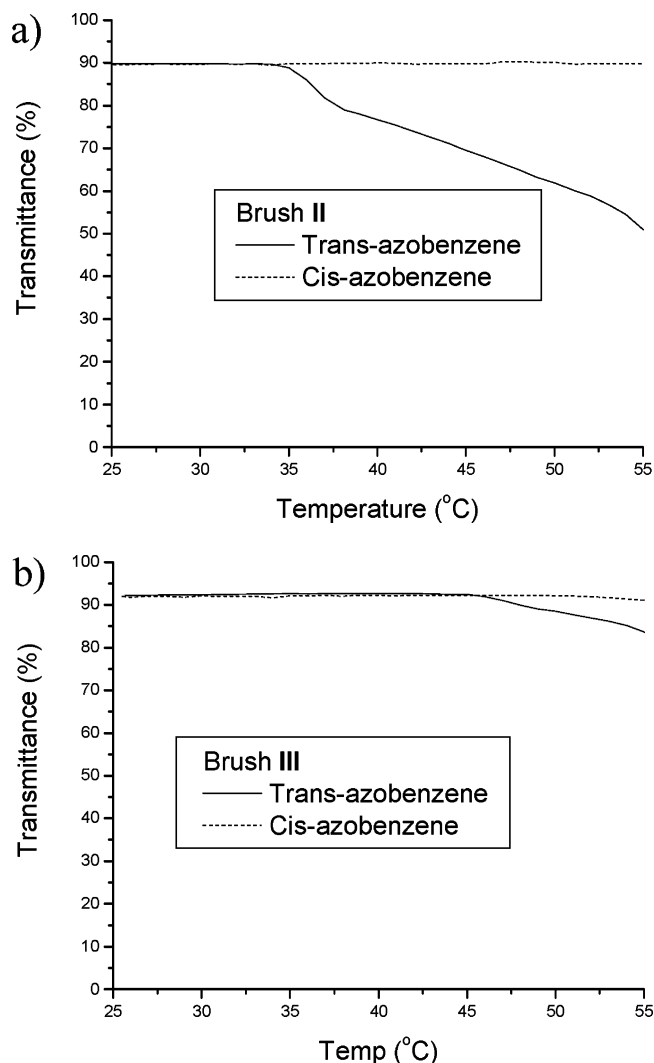 a)
100
90
80
70
60
50
40
30
20
10
0
Transmittance (%)
Brush II
Trans-azobenzene
Cis-azobenzene
25 30 35 40 45 50 55
Temperature (°C)
b)
100
90
80
70
60
50
40
30
20
10
0
Transmittance (%)
Brush III
Trans-azobenzene
Cis-azobenzene
25 30 35 40 45 50 55
Temp (°C)